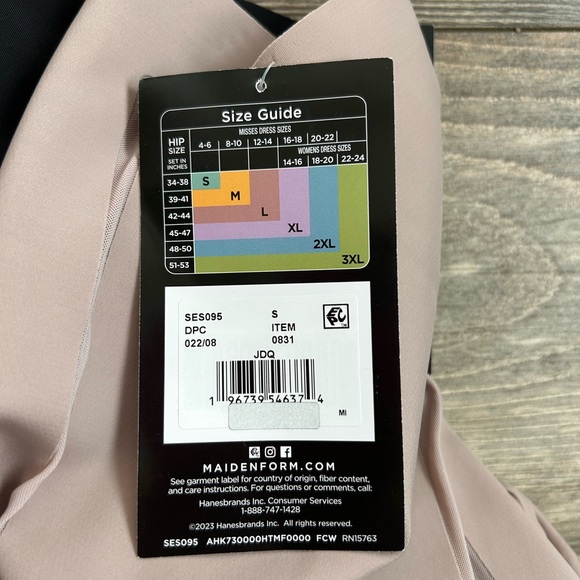 Size Guide
MISSES DRESS SIZES
HIP SIZE 4-6 8-10 12-14 16-18 20-22
SET IN INCHES WOMENS DRESS SIZES
14-16 18-20 22-24
34-38 S
39-41 M
42-44 L
45-47 XL
48-50 2XL
51-53 3XL
SES095 S
DPC ITEM
022/08 0831
JDQ
1 96739 54637 4
MI
MAIDENFORM.COM
See garment label for country of origin, fiber content,
and care instructions. For questions or comments, call:
Hanesbrands Inc. Consumer Services
1-888-747-1428
©2023 Hanesbrands Inc. All rights reserved.
SES095 AHK730000HTMF0000 FCW RN15763